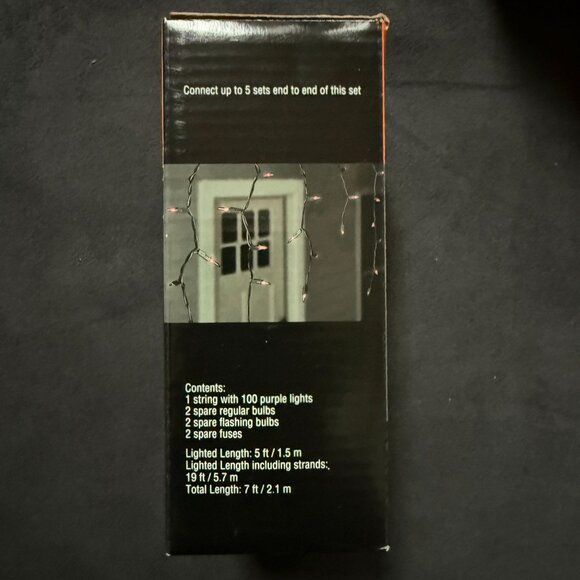 Connect up to 5 sets end to end of this set
Contents:
1 string with 100 purple lights
2 spare regular bulbs
2 spare flashing bulbs
2 spare fuses
Lighted Length: 5 ft / 1.5 m
Lighted Length including strands:
19 ft / 5.7 m
Total Length: 7 ft / 2.1 m